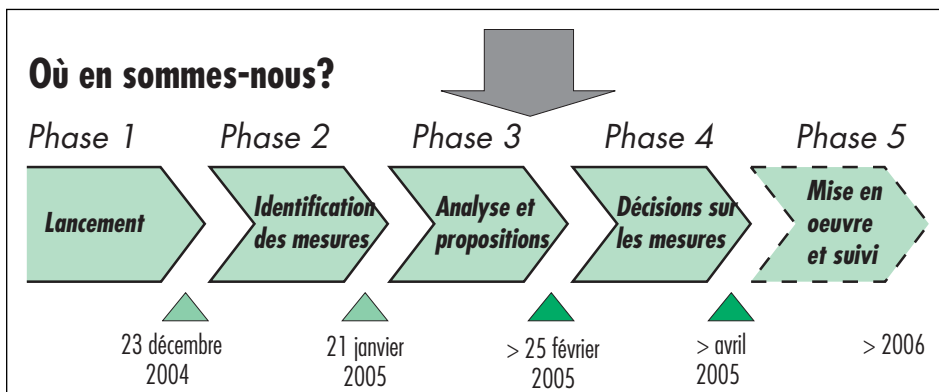 Où en sommes-nous?
Phase 1
Phase 2
Phase 3
Phase 4
Phase 5
Lancement
Identification
des mesures
Analyse et
propositions
Décisions sur
les mesures
Mise en
oeuvre
et suivi
23 décembre
2004
21 janvier
2005
> 25 février
2005
> avril
2005
> 2006